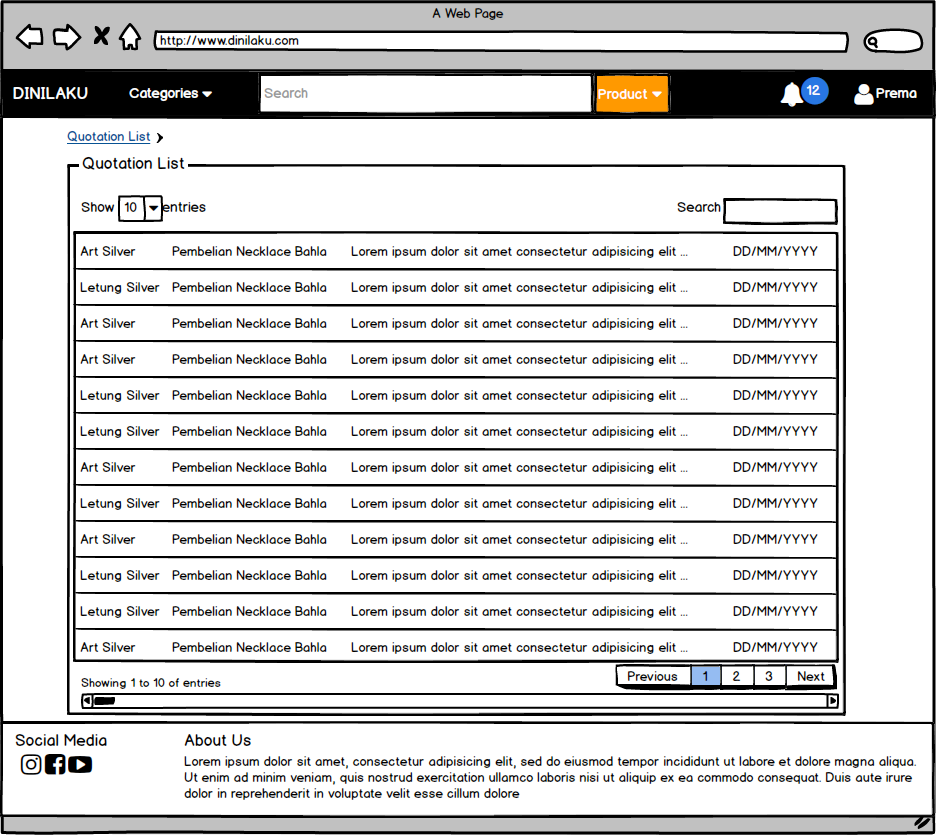 A Web Page
http://www.dinilaku.com
DINILAKU Categories Search Product 12 Prema
Quotation List
Quotation List
Show 10 entries Search
Art Silver Pembelian Necklace Bahla Lorem ipsum dolor sit amet consectetur adipisicing elit ... DD/MM/YYYY
Letung Silver Pembelian Necklace Bahla Lorem ipsum dolor sit amet consectetur adipisicing elit ... DD/MM/YYYY
Art Silver Pembelian Necklace Bahla Lorem ipsum dolor sit amet consectetur adipisicing elit ... DD/MM/YYYY
Art Silver Pembelian Necklace Bahla Lorem ipsum dolor sit amet consectetur adipisicing elit ... DD/MM/YYYY
Letung Silver Pembelian Necklace Bahla Lorem ipsum dolor sit amet consectetur adipisicing elit ... DD/MM/YYYY
Letung Silver Pembelian Necklace Bahla Lorem ipsum dolor sit amet consectetur adipisicing elit ... DD/MM/YYYY
Art Silver Pembelian Necklace Bahla Lorem ipsum dolor sit amet consectetur adipisicing elit ... DD/MM/YYYY
Letung Silver Pembelian Necklace Bahla Lorem ipsum dolor sit amet consectetur adipisicing elit ... DD/MM/YYYY
Art Silver Pembelian Necklace Bahla Lorem ipsum dolor sit amet consectetur adipisicing elit ... DD/MM/YYYY
Letung Silver Pembelian Necklace Bahla Lorem ipsum dolor sit amet consectetur adipisicing elit ... DD/MM/YYYY
Letung Silver Pembelian Necklace Bahla Lorem ipsum dolor sit amet consectetur adipisicing elit ... DD/MM/YYYY
Art Silver Pembelian Necklace Bahla Lorem ipsum dolor sit amet consectetur adipisicing elit ... DD/MM/YYYY
Showing 1 to 10 of entries Previous 1 2 3 Next
Social Media About Us
Lorem ipsum dolor sit amet, consectetur adipisicing elit, sed do eiusmod tempor incididunt ut labore et dolore magna aliqua.
Ut enim ad minim veniam, quis nostrud exercitation ullamco laboris nisi ut aliquip ex ea commodo consequat. Duis aute irure
dolor in reprehenderit in voluptate velit esse cillum dolore